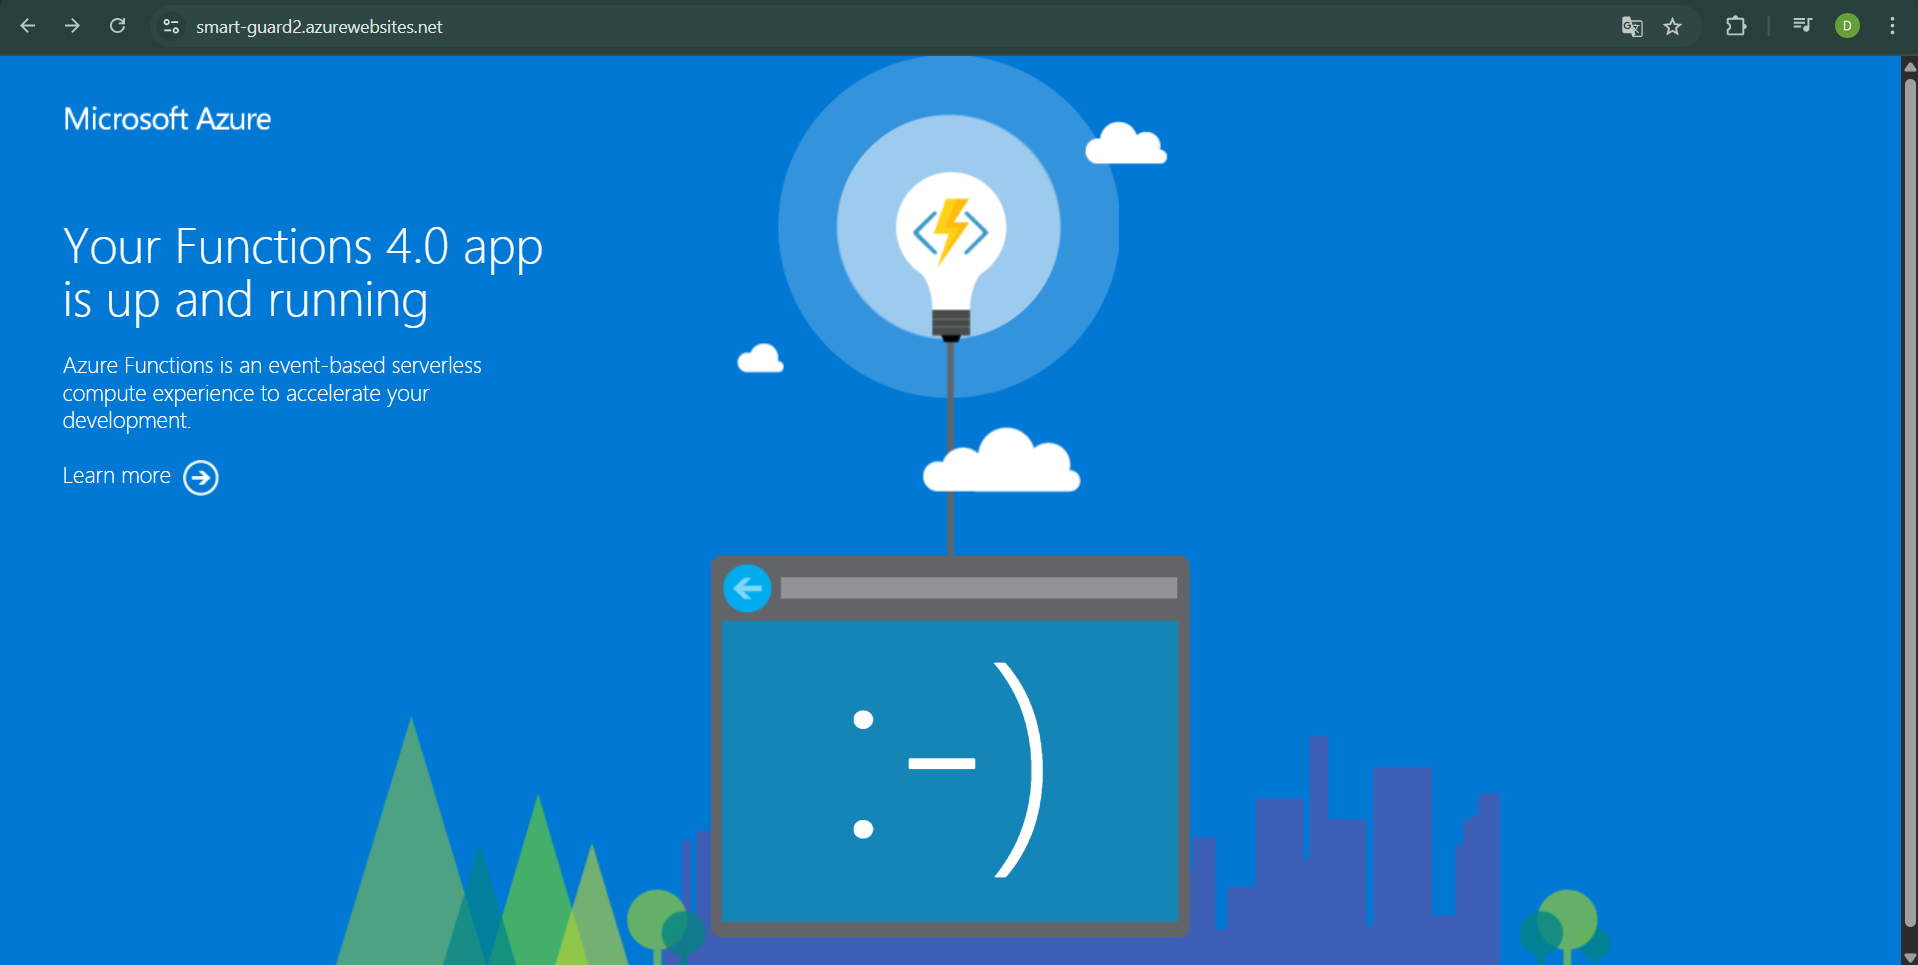 smart-guard2.azurewebsites.net
D
Microsoft Azure
Your Functions 4.0 app
is up and running
Azure Functions is an event-based serverless
compute experience to accelerate your
development.
Learn more
:-)